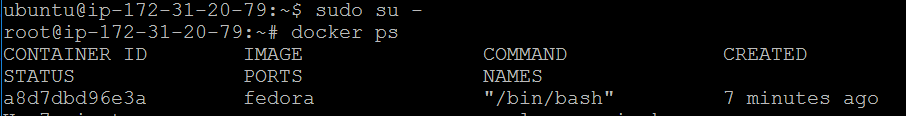 ubuntu@ip-172-31-20-79:~$ sudo su -
root@ip-172-31-20-79:~# docker ps
CONTAINER ID IMAGE COMMAND CREATED
STATUS PORTS NAMES
a8d7dbd96e3a fedora "/bin/bash" 7 minutes ago